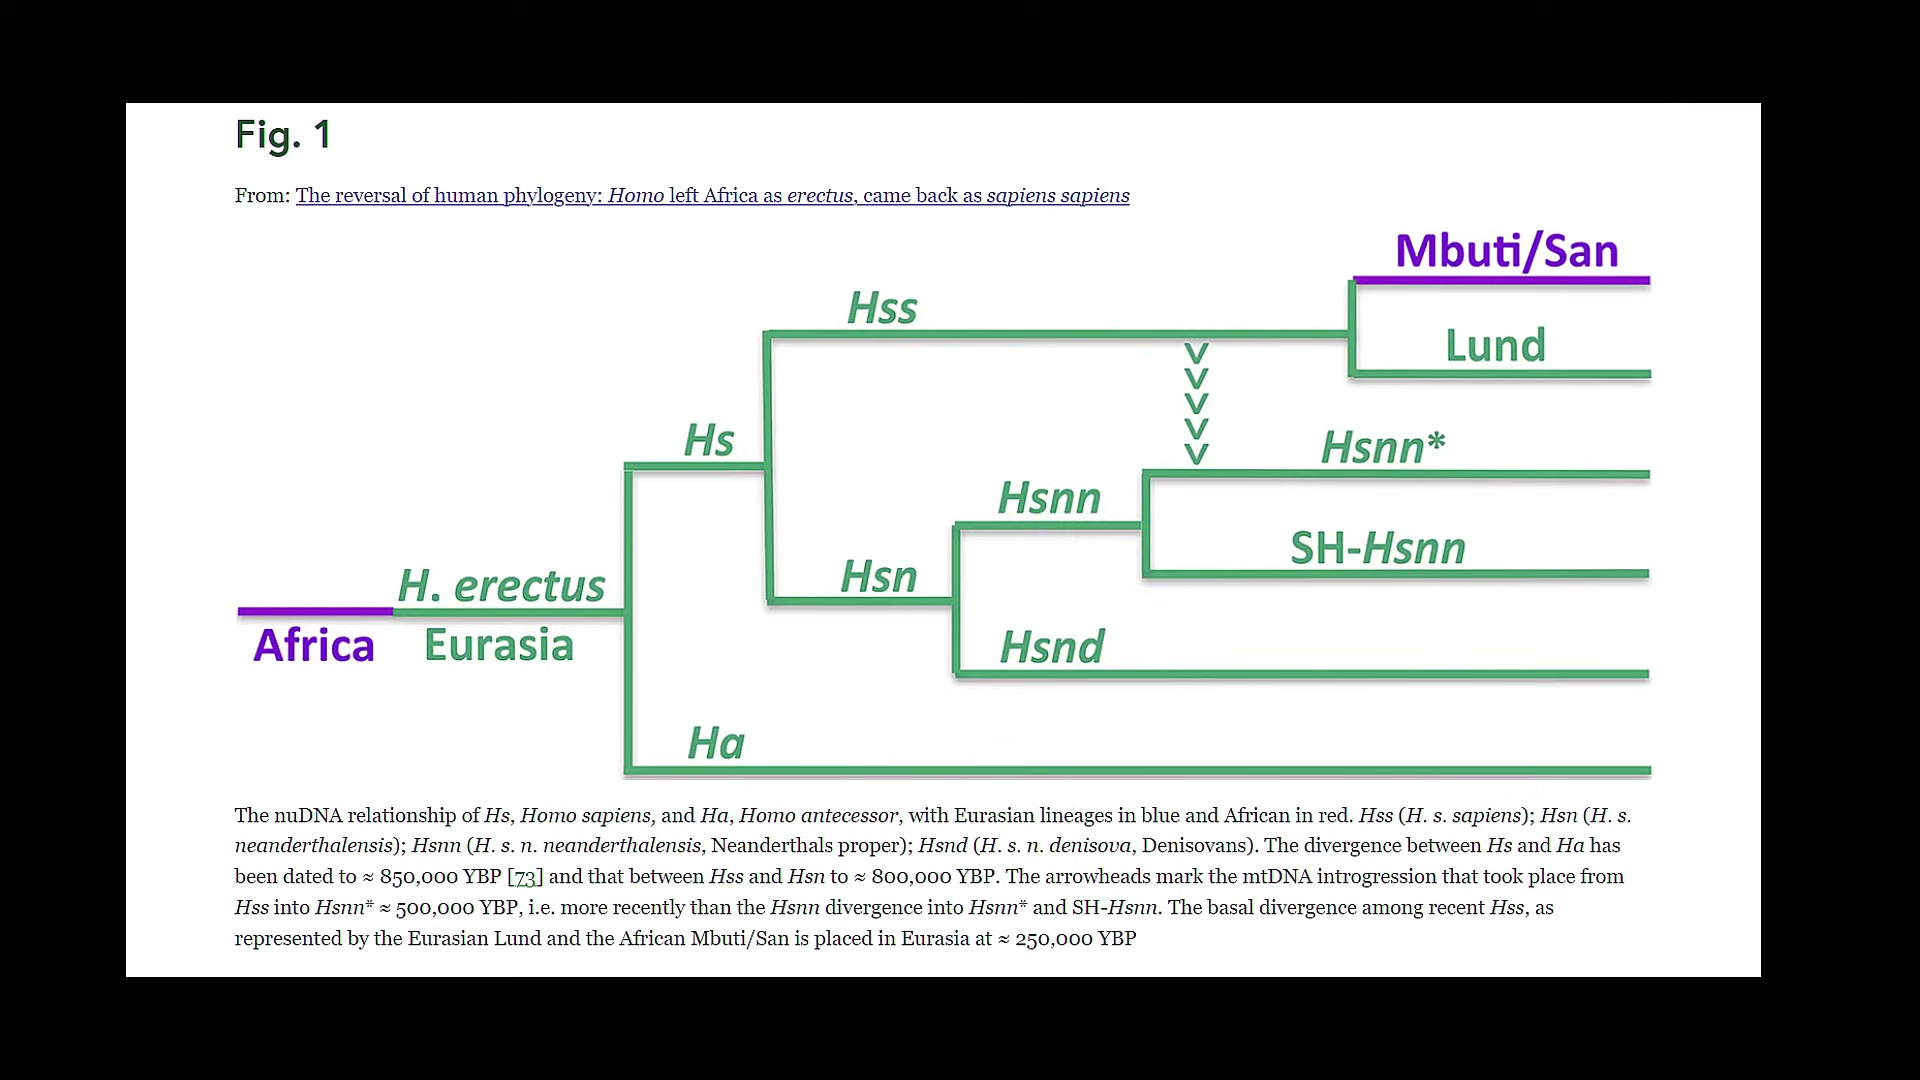 Fig. 1
From: The reversal of human phylogeny: Homo left Africa as erectus, came back as sapiens sapiens
Mbuti/San
Hss
Lund
Hs
Hsnn*
Hsnn
SH-Hsnn
Hsn
H. erectus
Africa
Eurasia
Hsnd
Ha
The nuDNA relationship of Hs, Homo sapiens, and Ha, Homo antecessor, with Eurasian lineages in blue and African in red. Hss (H. s. sapiens); Hsn (H. s.
neanderthalensis); Hsnn (H. s. n. neanderthalensis, Neanderthals proper); Hsnd (H. s. n. denisova, Denisovans). The divergence between Hs and Ha has
been dated to ≈ 850,000 YBP [73] and that between Hss and Hsn to ≈ 800,000 YBP. The arrowheads mark the mtDNA introgression that took place from
Hss into Hsnn* ≈ 500,000 YBP, i.e. more recently than the Hsnn divergence into Hsnn* and SH-Hsnn. The basal divergence among recent Hss, as
represented by the Eurasian Lund and the African Mbuti/San is placed in Eurasia at ≈ 250,000 YBP